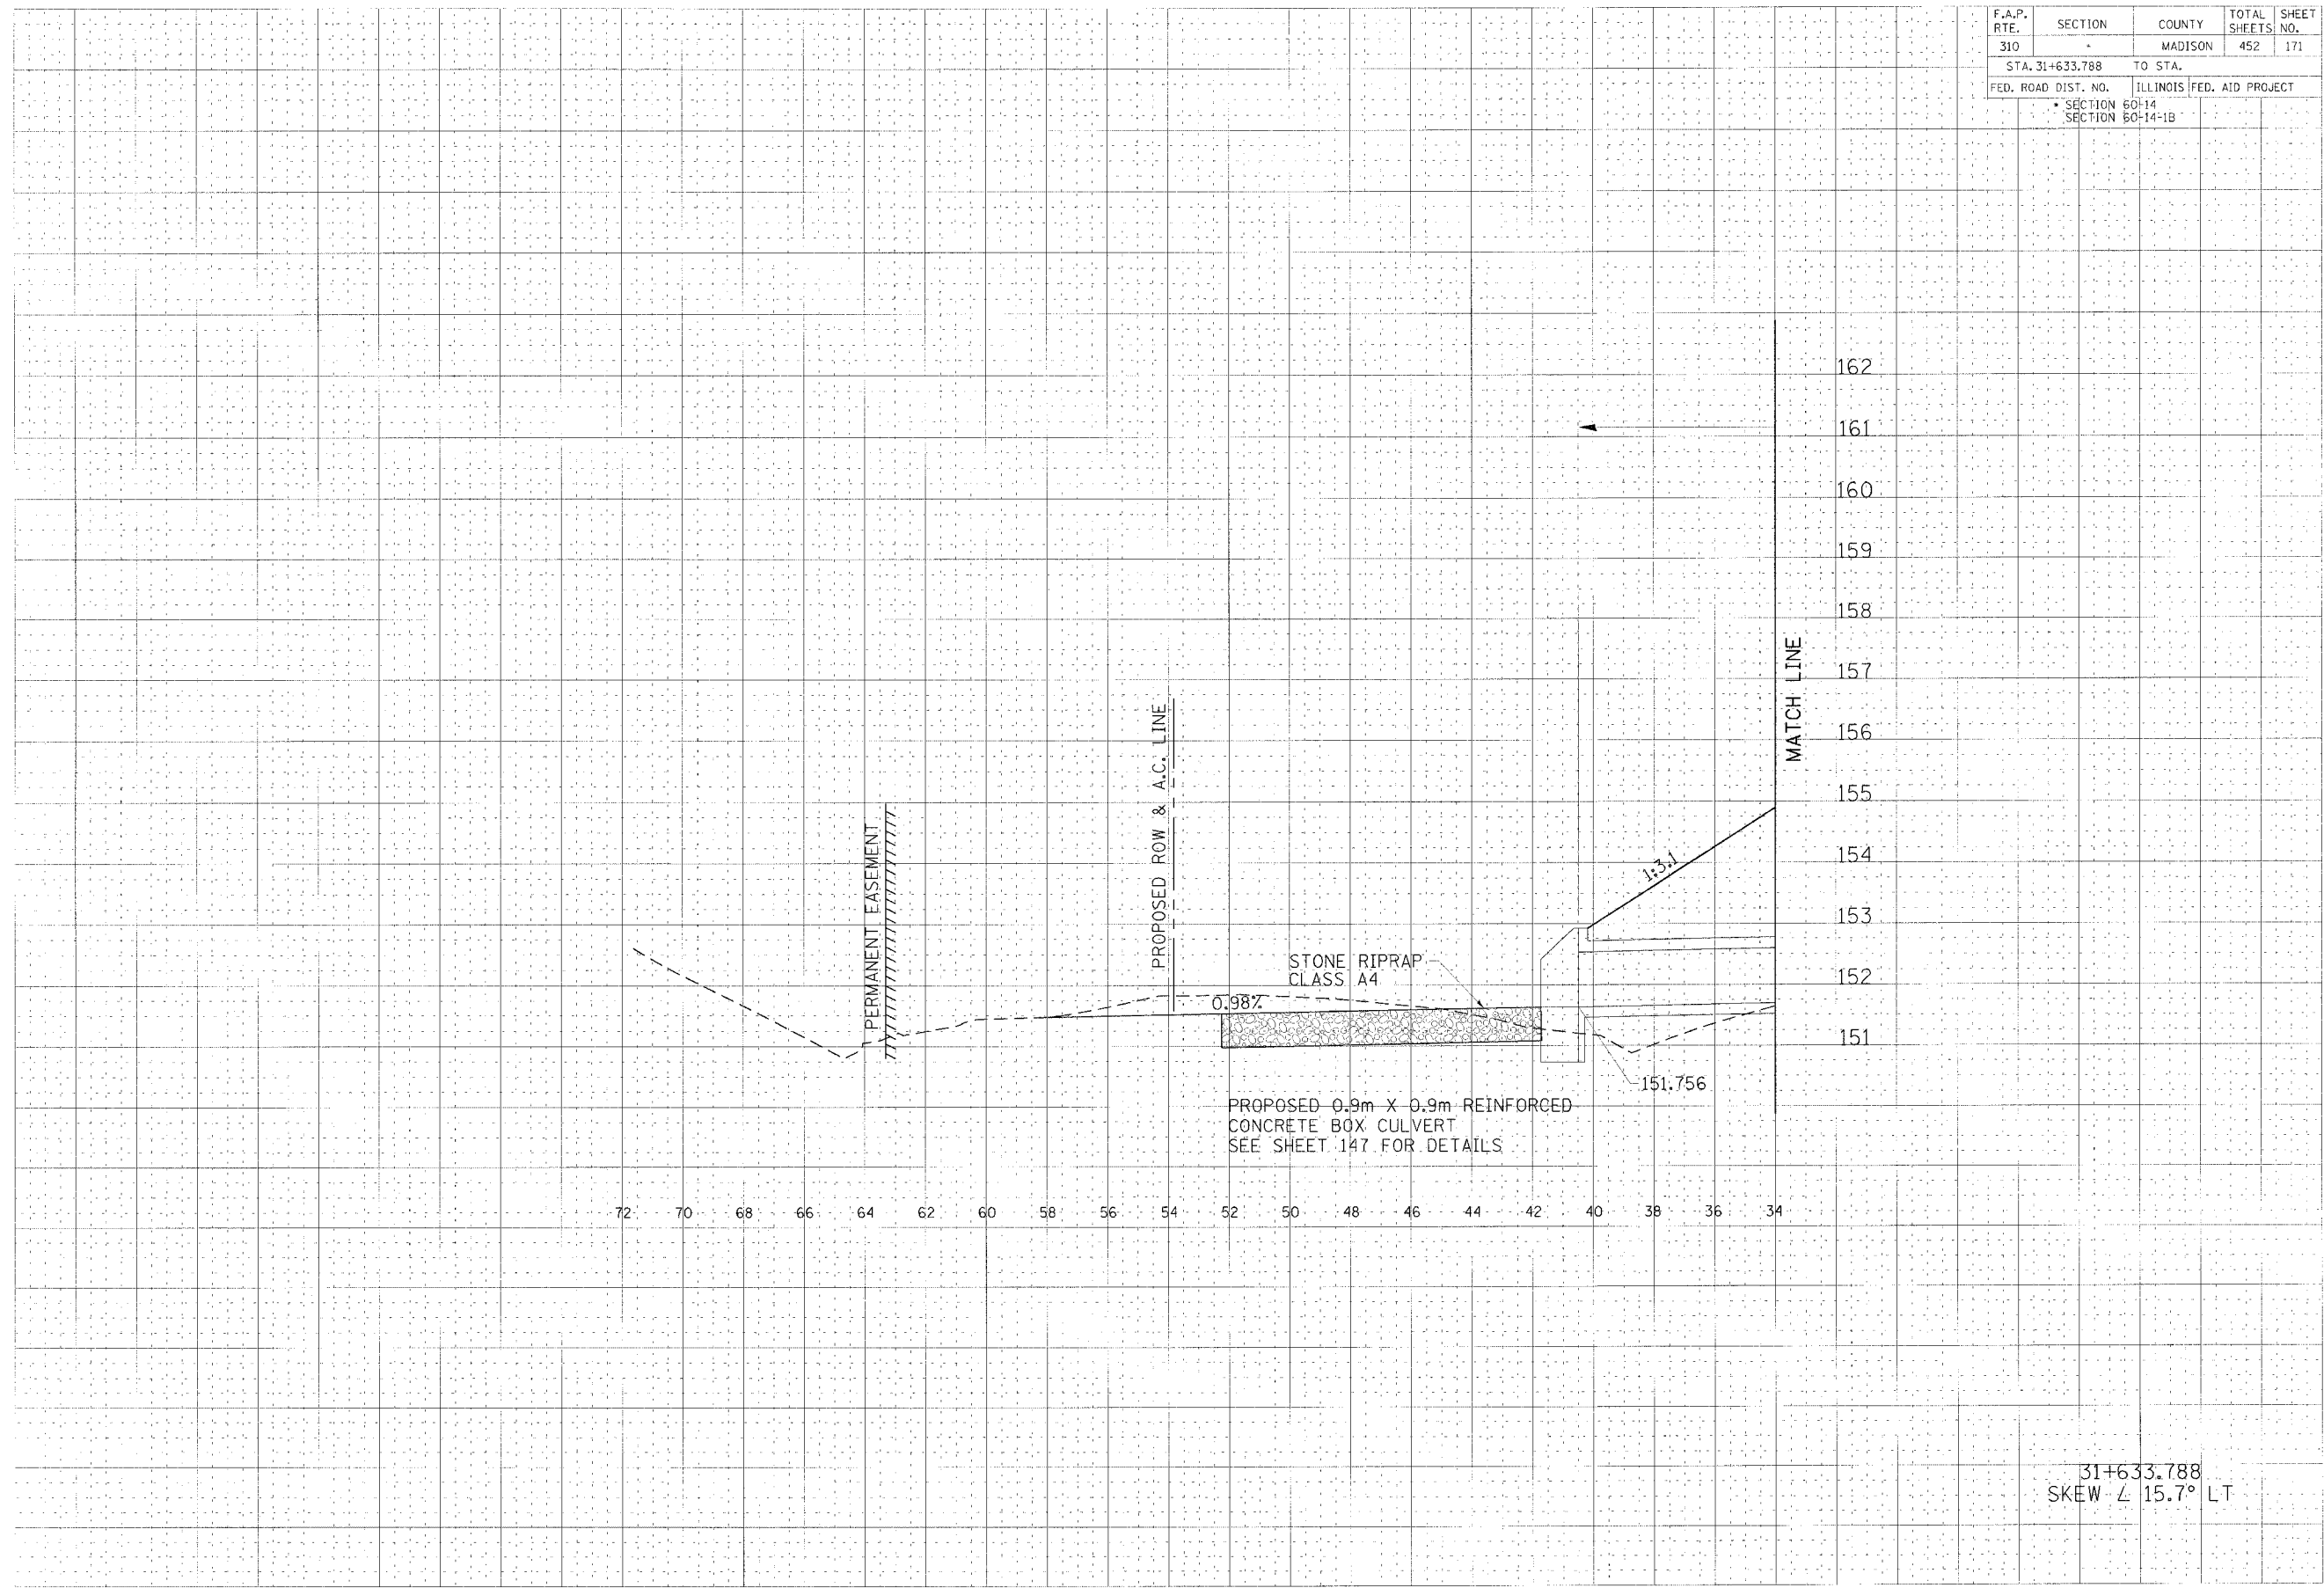 F.A.P. RTE. SECTION COUNTY TOTAL SHEETS SHEET NO.
310 * MADISON 452 171
STA. 31+633.788 TO STA.
FED. ROAD DIST. NO. ILLINOIS FED. AID PROJECT
* SECTION 60-14
SECTION 60-14-1B
162
161
160
159
158
157
156
155
154
153
152
151
MATCH LINE
1:3.1
PROPOSED ROW & A.C. LINE
PERMANENT EASEMENT
STONE RIPRAP
CLASS A4
0.98%
151.756
PROPOSED 0.9m X 0.9m REINFORCED
CONCRETE BOX CULVERT
SEE SHEET 147 FOR DETAILS
72 70 68 66 64 62 60 58 56 54 52 50 48 46 44 42 40 38 36 34
31+633.788
SKEW ∠ 15.7° LT